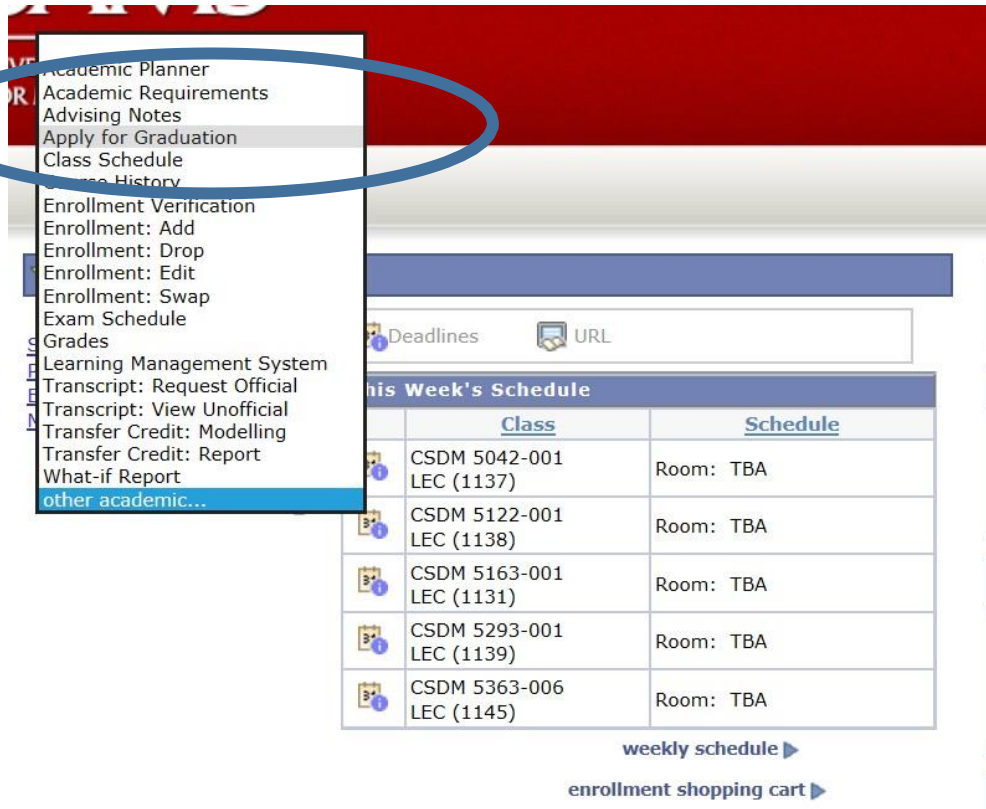 Academic Planner
Academic Requirements
Advising Notes
Apply for Graduation
Class Schedule
Course History
Enrollment Verification
Enrollment: Add
Enrollment: Drop
Enrollment: Edit
Enrollment: Swap
Exam Schedule
Grades
Learning Management System
Transcript: Request Official
Transcript: View Unofficial
Transfer Credit: Modelling
Transfer Credit: Report
What-if Report
other academic...
Deadlines URL
This Week's Schedule
Class Schedule
CSDM 5042-001
LEC (1137)
Room: TBA
CSDM 5122-001
LEC (1138)
Room: TBA
CSDM 5163-001
LEC (1131)
Room: TBA
CSDM 5293-001
LEC (1139)
Room: TBA
CSDM 5363-006
LEC (1145)
Room: TBA
weekly schedule
enrollment shopping cart